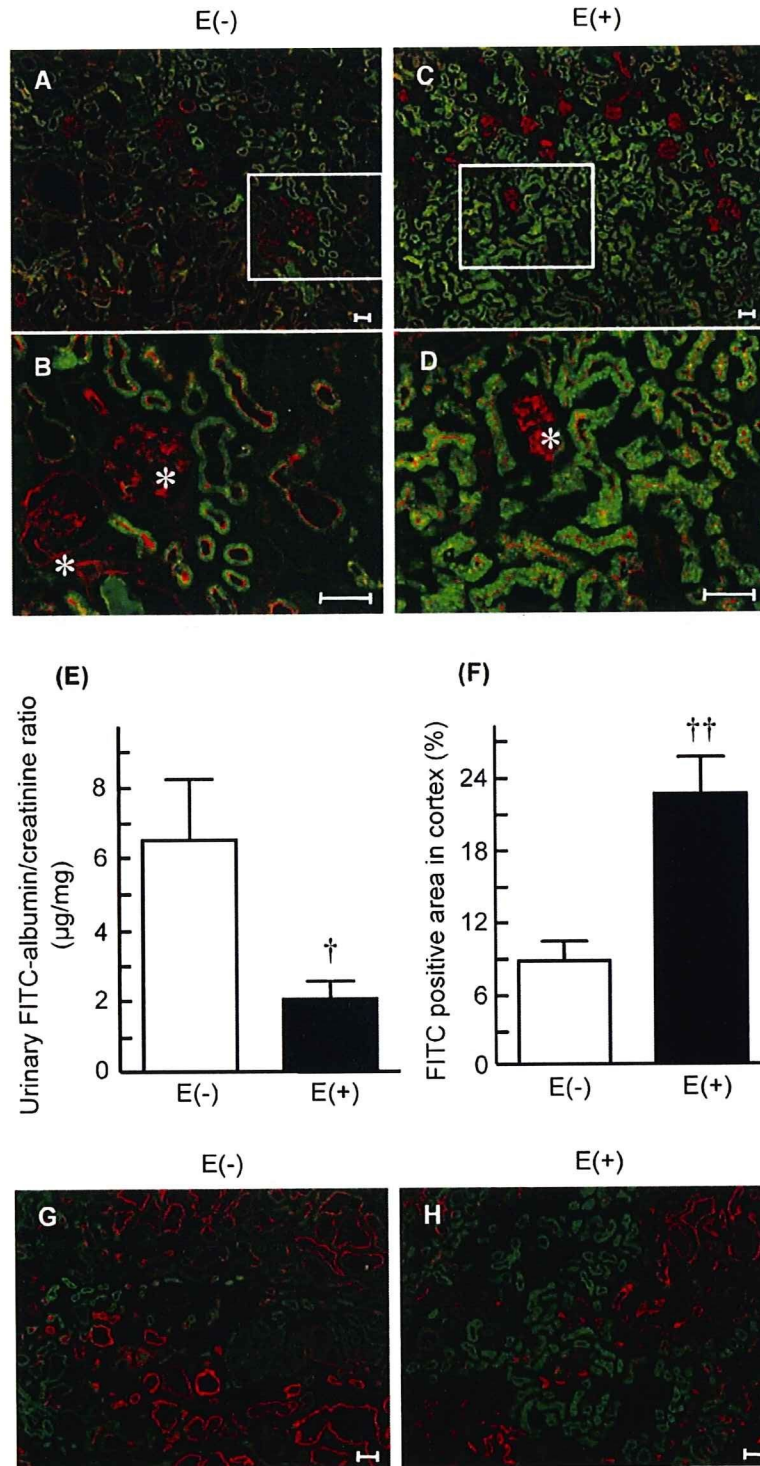 E(-)
E(+)
A
C
B
D
*
*
*
(E)
(F)
Urinary FITC-albumin/creatinine ratio
(µg/mg)
8
6
4
2
0
†
E(-)
E(+)
FITC positive area in cortex (%)
24
18
12
6
0
††
E(-)
E(+)
E(-)
E(+)
G
H